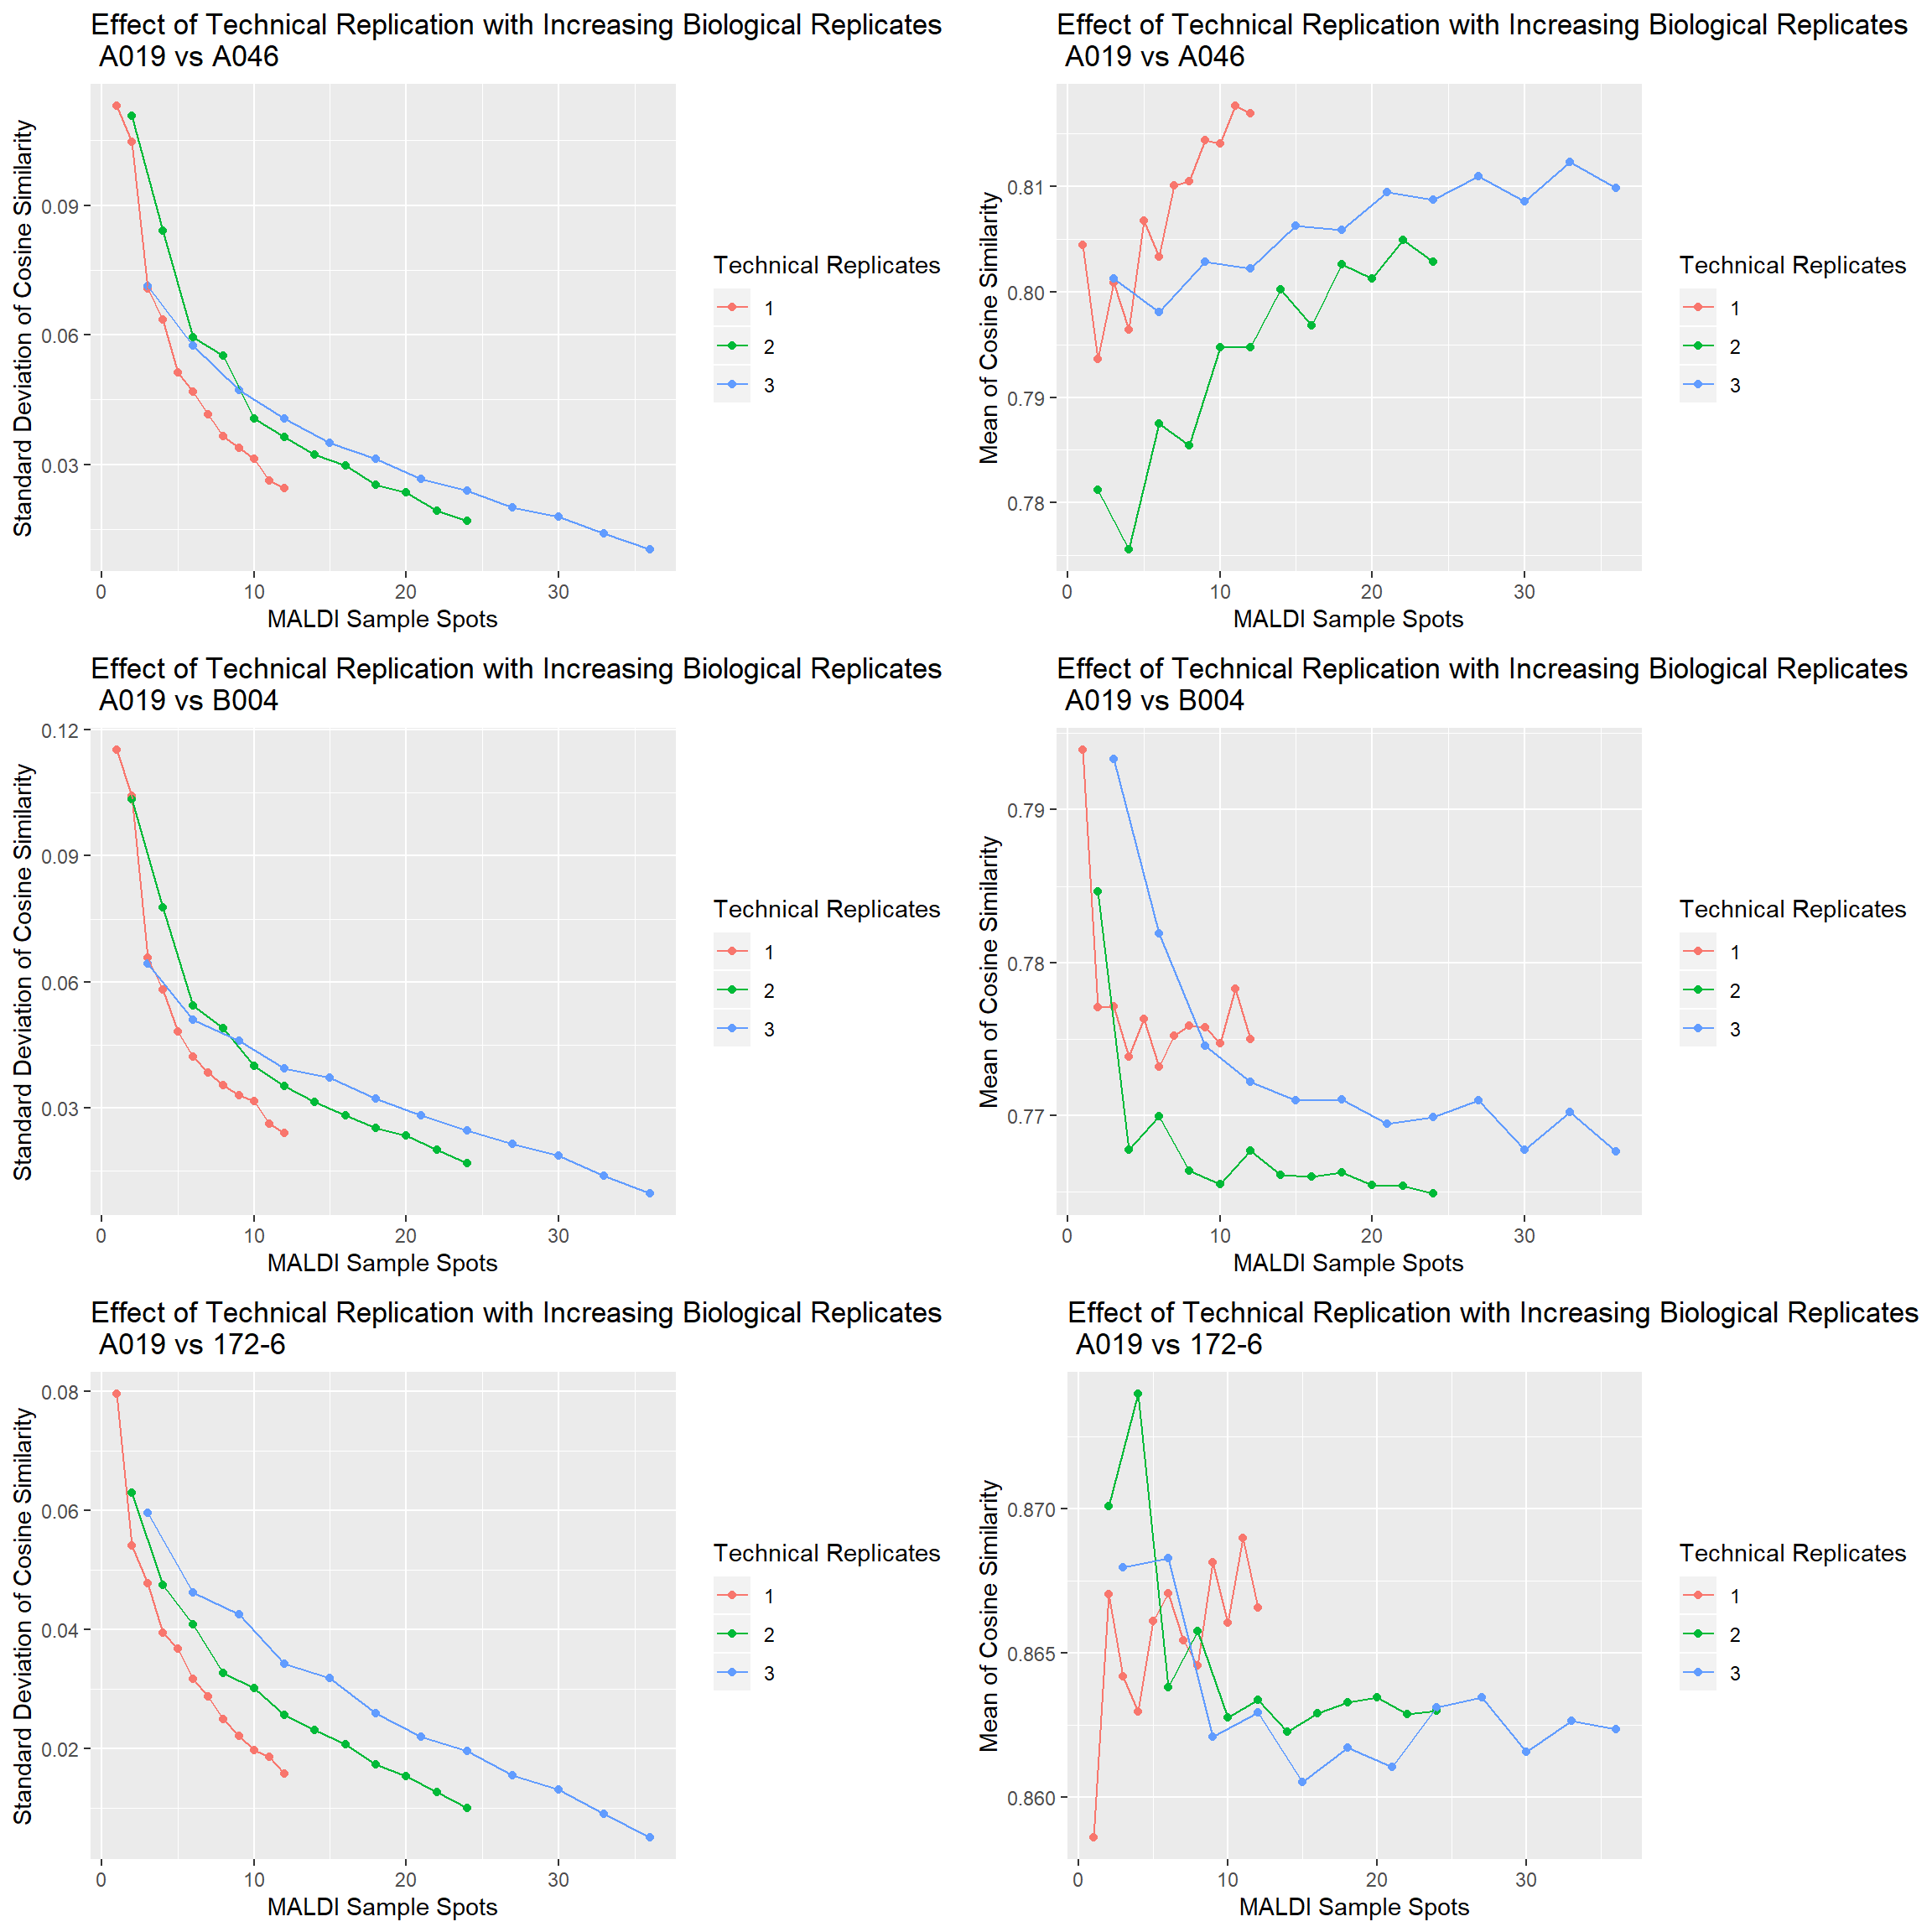 Effect of Technical Replication with Increasing Biological Replicates
A019 vs A046
Standard Deviation of Cosine Similarity
0.09
0.06
0.03
0
10
20
30
MALDI Sample Spots
Technical Replicates
1
2
3
Effect of Technical Replication with Increasing Biological Replicates
A019 vs A046
Mean of Cosine Similarity
0.81
0.80
0.79
0.78
0
10
20
30
MALDI Sample Spots
Technical Replicates
1
2
3
Effect of Technical Replication with Increasing Biological Replicates
A019 vs B004
Standard Deviation of Cosine Similarity
0.12
0.09
0.06
0.03
0
10
20
30
MALDI Sample Spots
Technical Replicates
1
2
3
Effect of Technical Replication with Increasing Biological Replicates
A019 vs B004
Mean of Cosine Similarity
0.79
0.78
0.77
0
10
20
30
MALDI Sample Spots
Technical Replicates
1
2
3
Effect of Technical Replication with Increasing Biological Replicates
A019 vs 172-6
Standard Deviation of Cosine Similarity
0.08
0.06
0.04
0.02
0
10
20
30
MALDI Sample Spots
Technical Replicates
1
2
3
Effect of Technical Replication with Increasing Biological Replicates
A019 vs 172-6
Mean of Cosine Similarity
0.870
0.865
0.860
0
10
20
30
MALDI Sample Spots
Technical Replicates
1
2
3